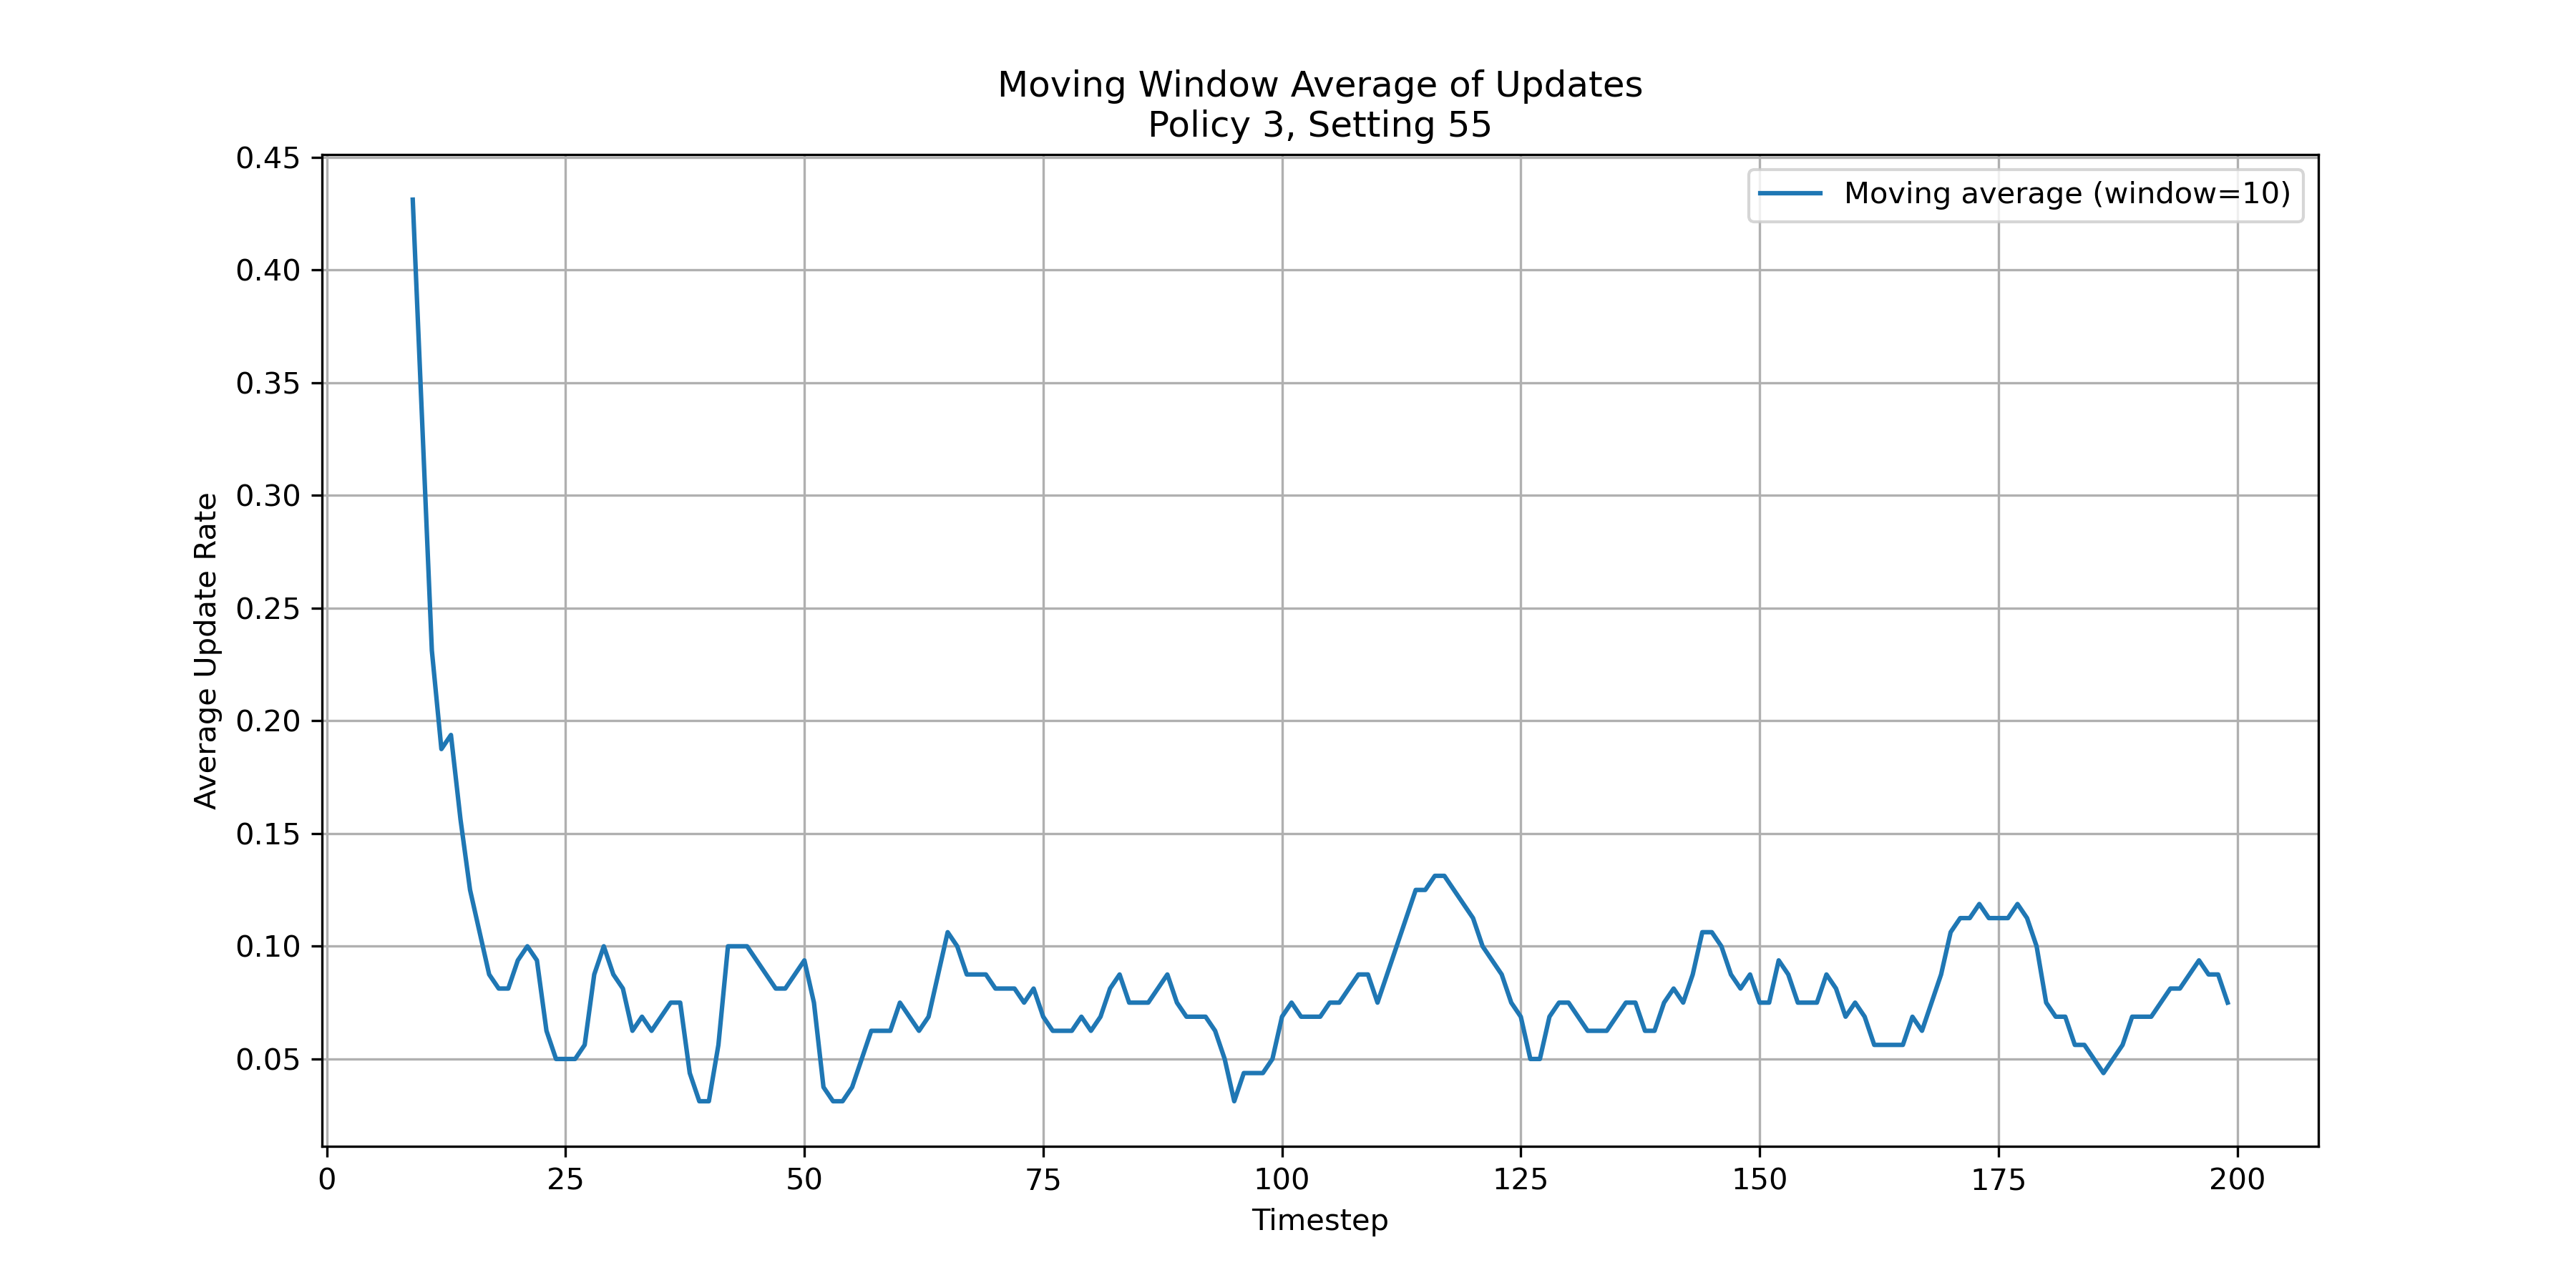 Moving Window Average of Updates
Policy 3, Setting 55
Moving average (window=10)
Average Update Rate
0.45
0.40
0.35
0.30
0.25
0.20
0.15
0.10
0.05
0 25 50 75 100 125 150 175 200
Timestep